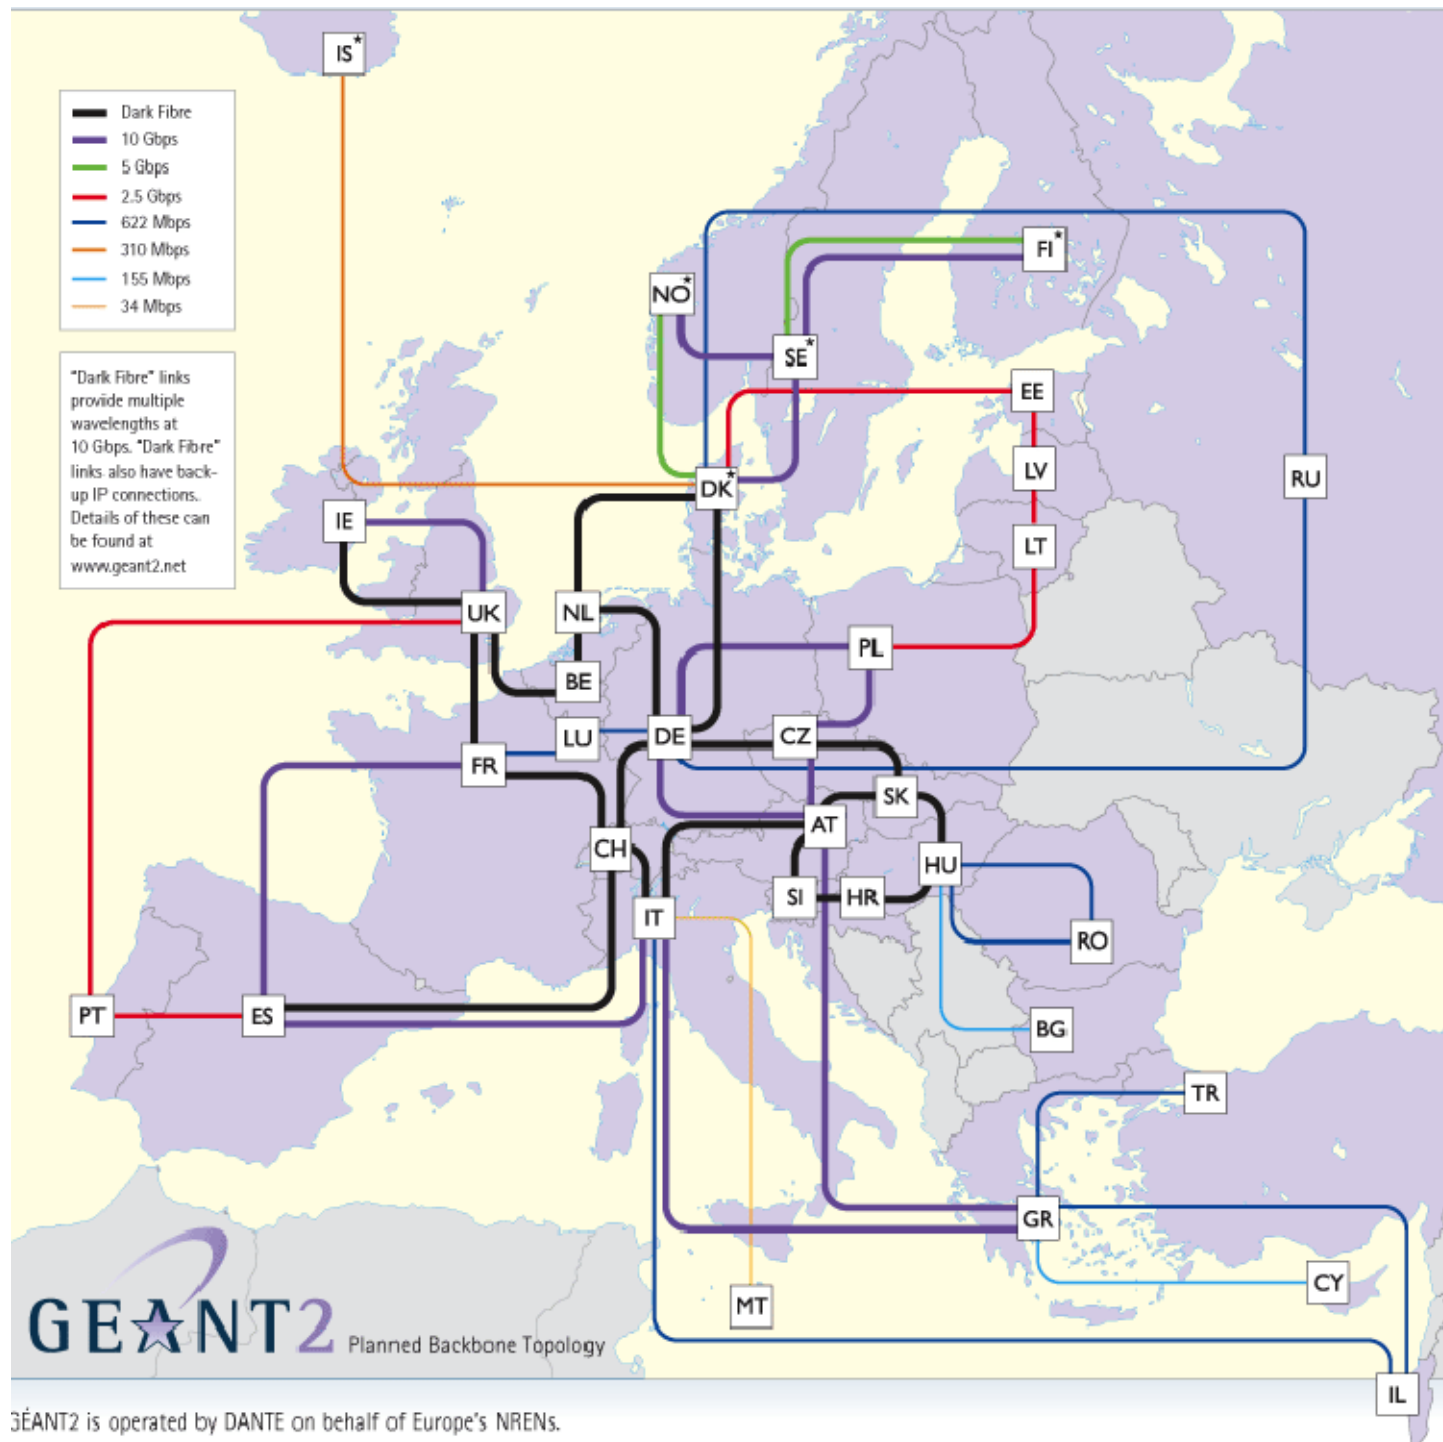 IS*
Dark Fibre
10 Gbps
5 Gbps
2.5 Gbps
622 Mbps
310 Mbps
155 Mbps
34 Mbps
"Dark Fibre" links
provide multiple
wavelengths at
10 Gbps. "Dark Fibre"
links also have back-
up IP connections.
Details of these can
be found at
www.geant2.net
FI*
NO*
SE*
EE
LV
RU
DK*
IE
LT
UK
NL
PL
BE
LU
DE
CZ
FR
SK
AT
CH
HU
SI
HR
IT
RO
PT
ES
BG
TR
GR
CY
MT
GEANT2 Planned Backbone Topology
IL
GÉANT2 is operated by DANTE on behalf of Europe's NRENs.